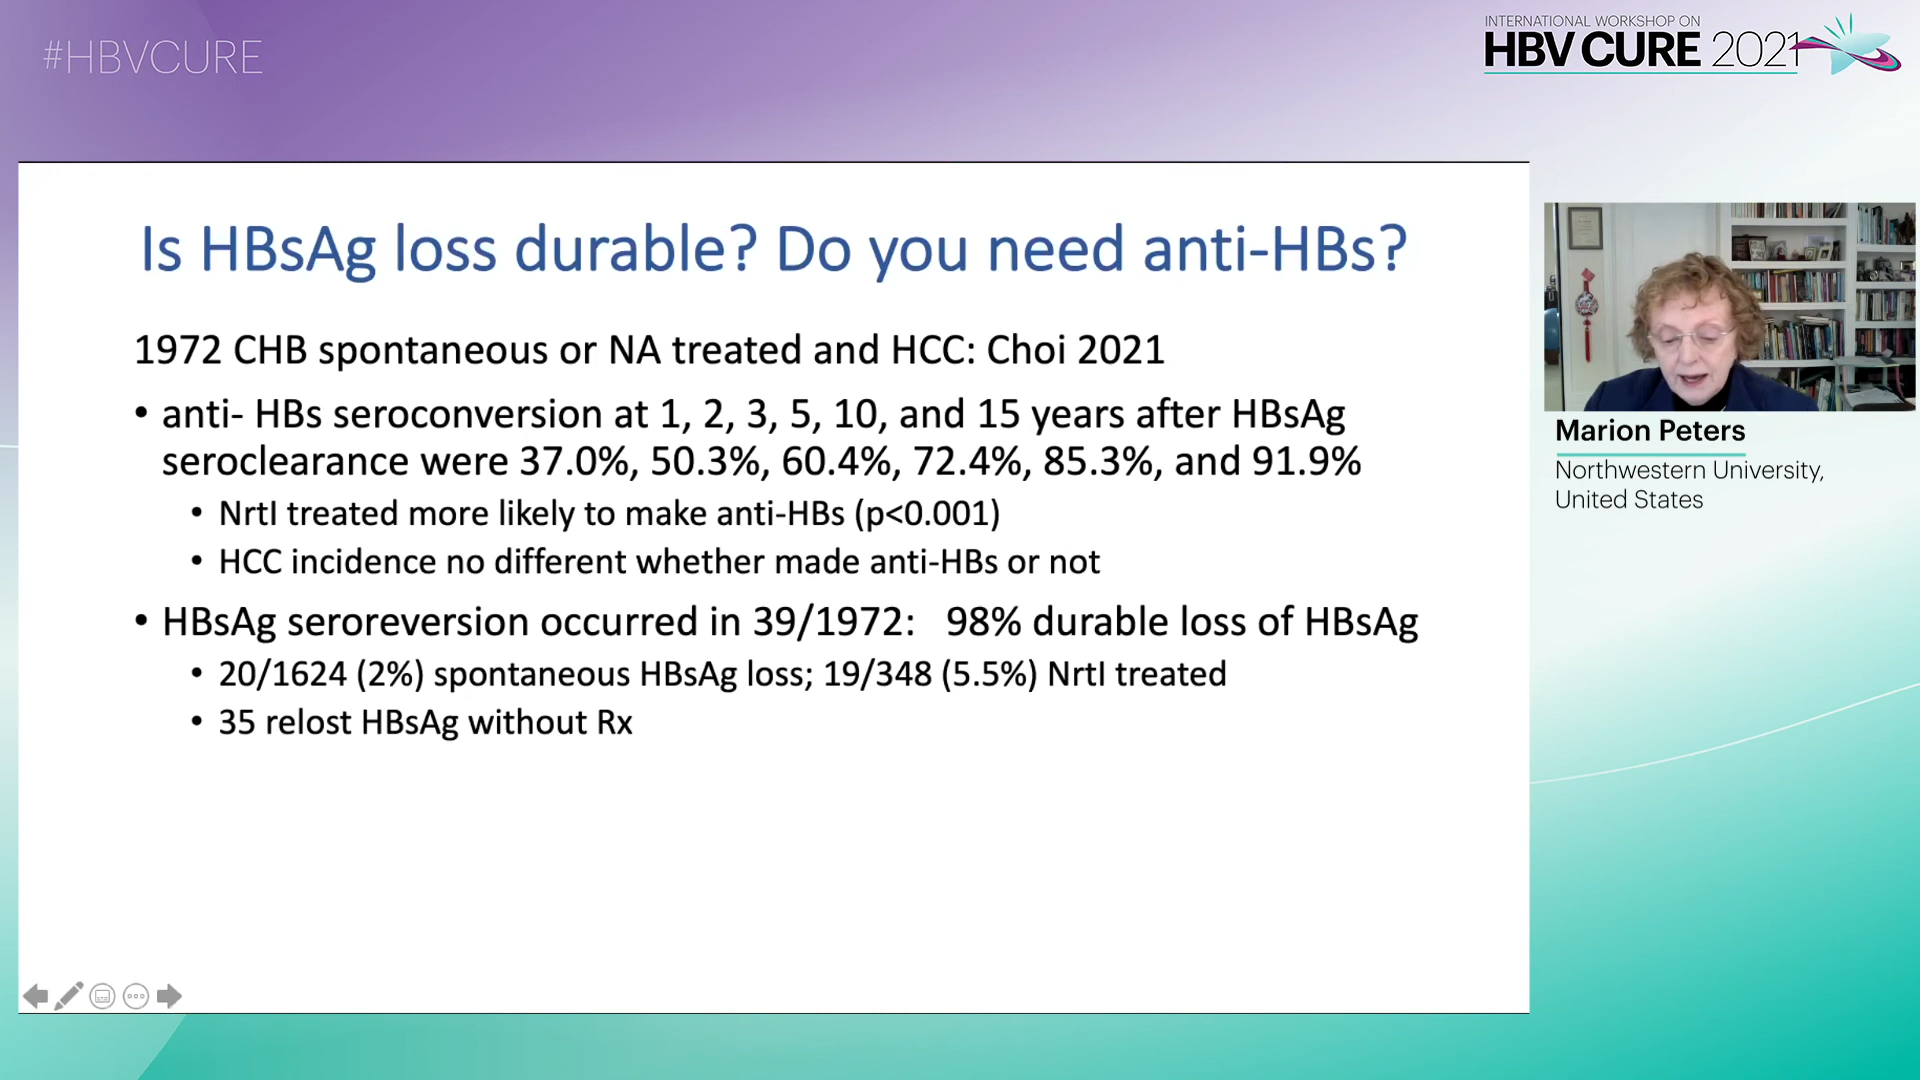 #HBVCURE
INTERNATIONAL WORKSHOP ON
HBV CURE 2021
Is HBsAg loss durable? Do you need anti-HBs?
1972 CHB spontaneous or NA treated and HCC: Choi 2021
• anti- HBs seroconversion at 1, 2, 3, 5, 10, and 15 years after HBsAg
seroclearance were 37.0%, 50.3%, 60.4%, 72.4%, 85.3%, and 91.9%
• NrtI treated more likely to make anti-HBs (p<0.001)
• HCC incidence no different whether made anti-HBs or not
• HBsAg seroreversion occurred in 39/1972: 98% durable loss of HBsAg
• 20/1624 (2%) spontaneous HBsAg loss; 19/348 (5.5%) NrtI treated
• 35 relost HBsAg without Rx
Marion Peters
Northwestern University,
United States